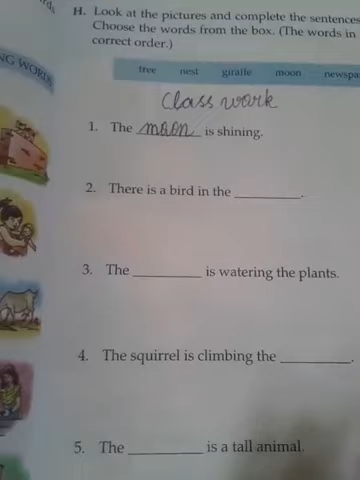 H. Look at the pictures and complete the sentences
Choose the words from the box. (The words in
correct order.)
tree nest giraffe moon newspa
Class work
1. The moon is shining.
2. There is a bird in the ________.
3. The ________ is watering the plants.
4. The squirrel is climbing the ________.
5. The ________ is a tall animal.
NG WORDS